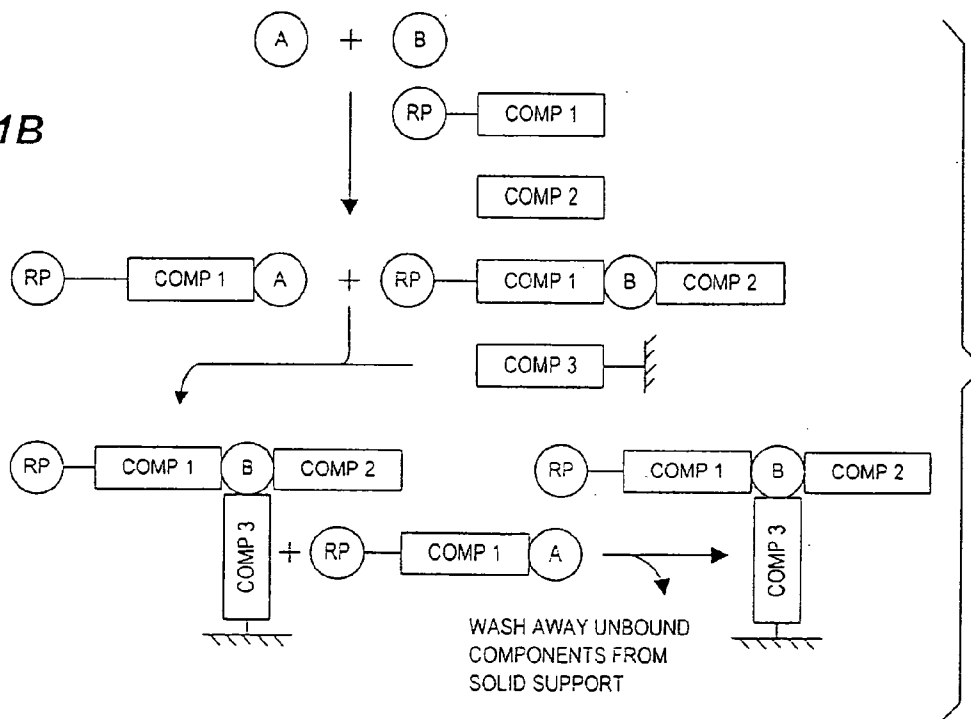 A + B
1B
RP COMP 1
COMP 2
RP COMP 1 A + RP COMP 1 B COMP 2
COMP 3
RP COMP 1 B COMP 2
COMP 3
+ RP COMP 1 A
RP COMP 1 B COMP 2
COMP 3
WASH AWAY UNBOUND
COMPONENTS FROM
SOLID SUPPORT